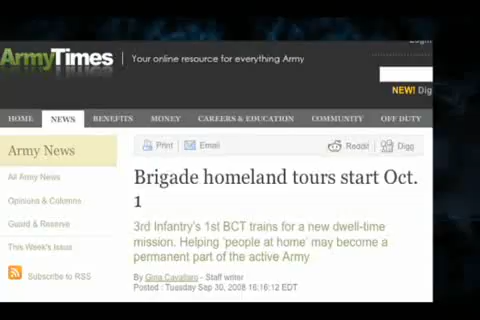 Login
ArmyTimes
Your online resource for everything Army
NEW! Dig
HOME NEWS BENEFITS MONEY CAREERS & EDUCATION COMMUNITY OFF DUTY
Army News
Print Email Reddit Digg
All Army News
Opinions & Columns
Guard & Reserve
This Week's Issue
Subscribe to RSS
Brigade homeland tours start Oct.
1
3rd Infantry's 1st BCT trains for a new dwell-time
mission. Helping 'people at home' may become a
permanent part of the active Army
By Gina Cavallaro - Staff writer
Posted : Tuesday Sep 30, 2008 16:16:12 EDT